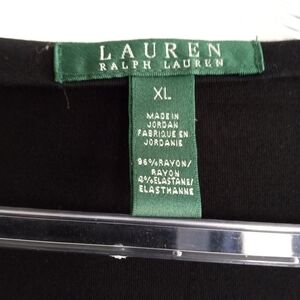 LAUREN
RALPH LAUREN
XL
MADE IN
JORDAN
FABRIQUE EN
JORDANIE
96%RAYON/
RAYON
4%ELASTANE/
ELASTHANNE